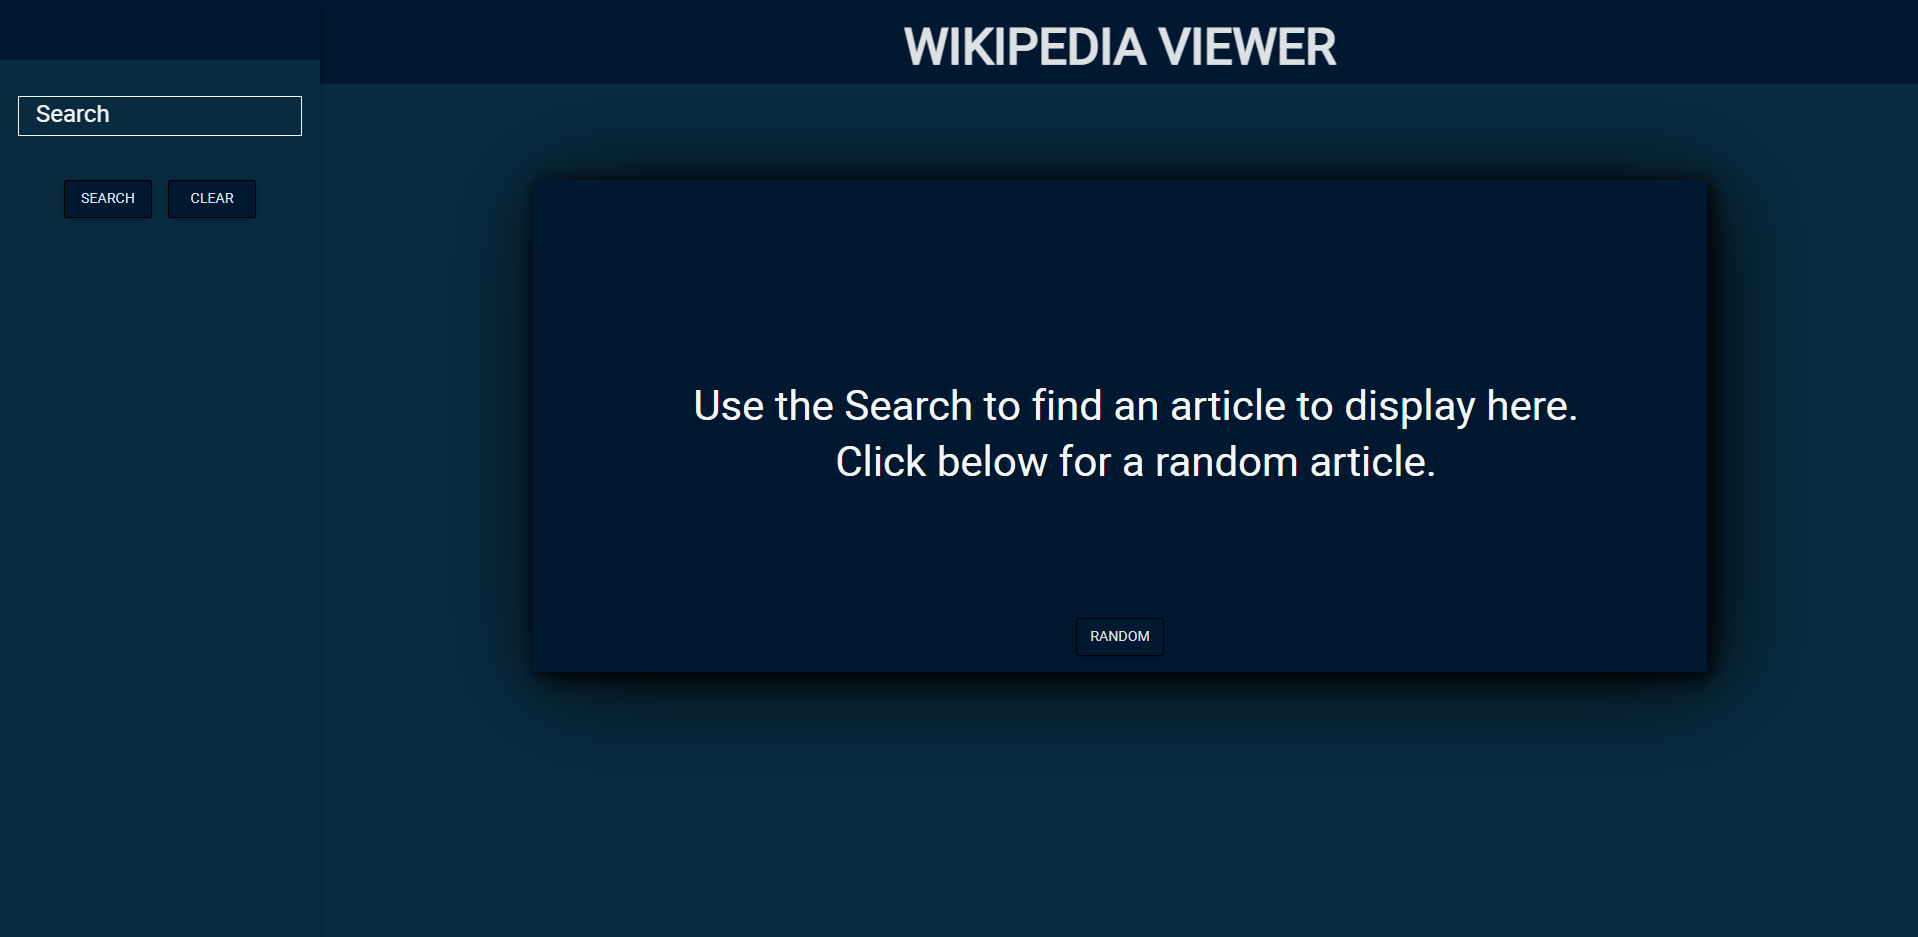 WIKIPEDIA VIEWER
Search
SEARCH CLEAR
Use the Search to find an article to display here.
Click below for a random article.
RANDOM